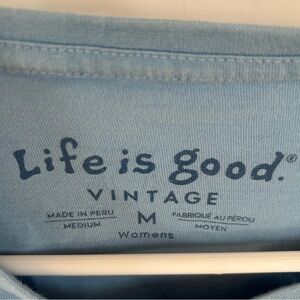 Life is good.®
VINTAGE
MADE IN PERU M FABRIQUÉ AU PÉROU
MEDIUM MOYEN
Womens